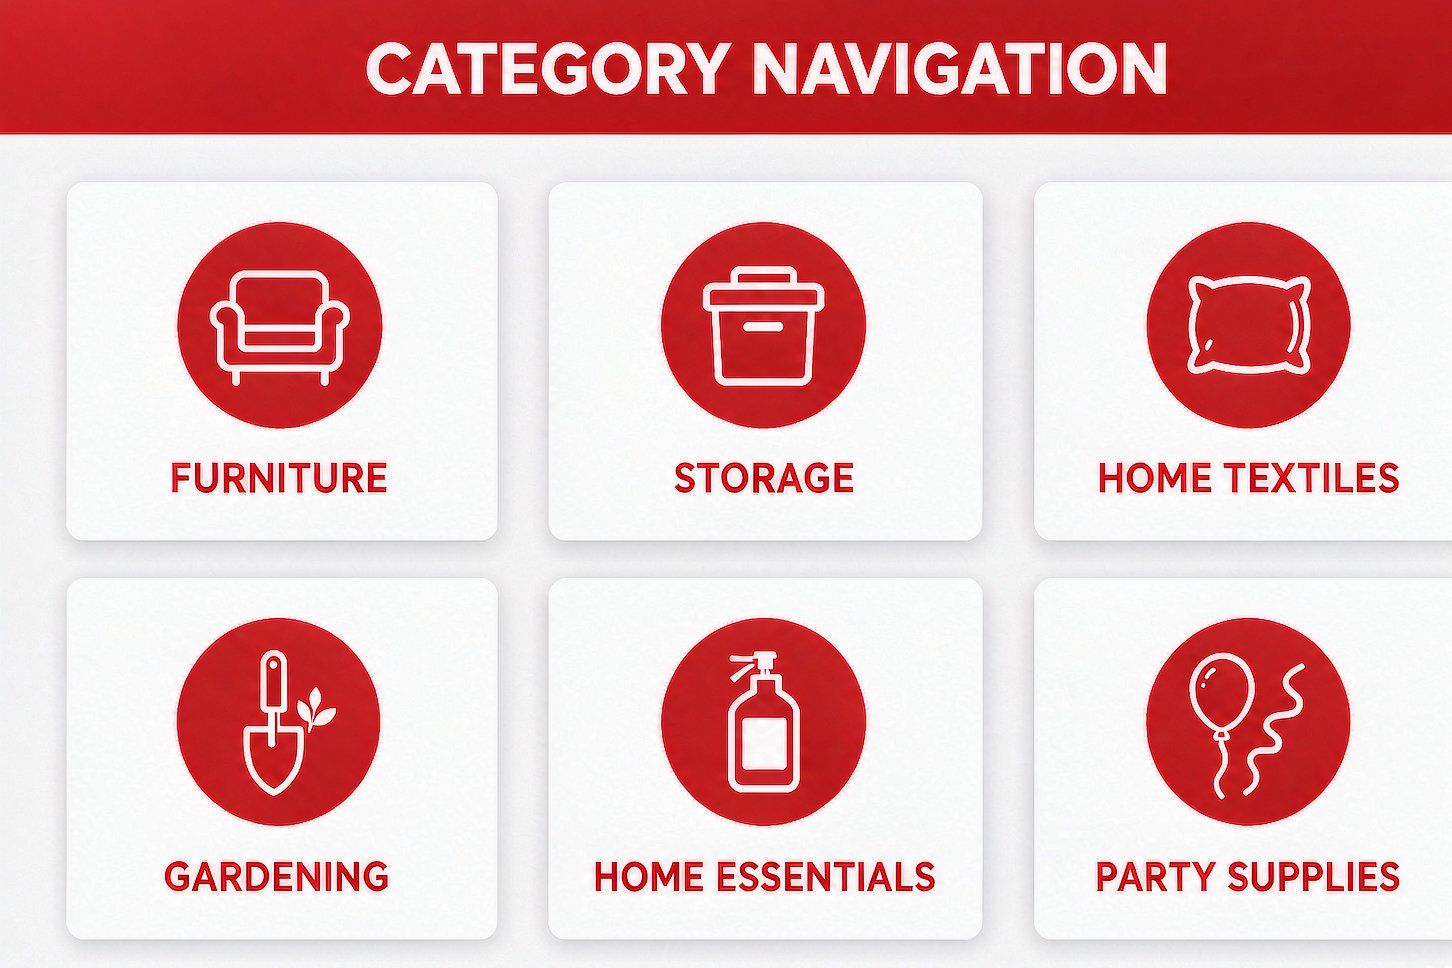 CATEGORY NAVIGATION
FURNITURE
STORAGE
HOME TEXTILES
GARDENING
HOME ESSENTIALS
PARTY SUPPLIES